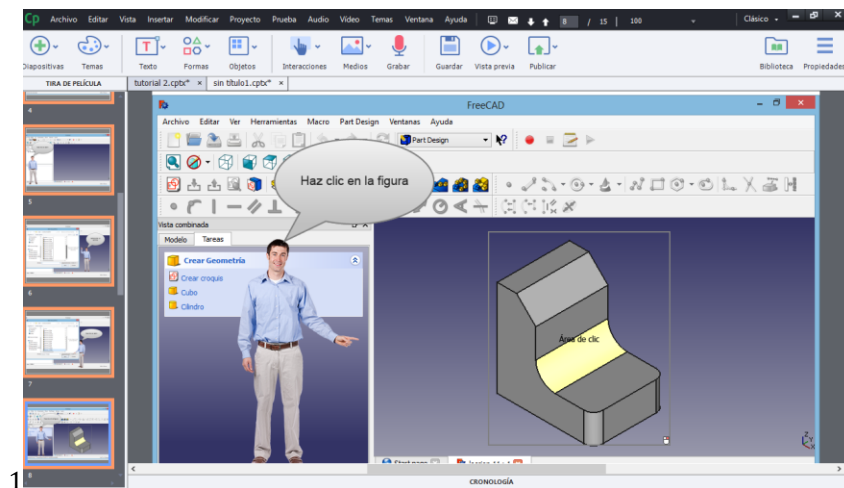 Cp Archivo Editar Vista Insertar Modificar Proyecto Prueba Audio Vídeo Temas Ventana Ayuda 8 / 15 100 Clásico
Diapositivas Temas Texto Formas Objetos Interacciones Medios Grabar Guardar Vista previa Publicar Biblioteca Propiedades
TIRA DE PELÍCULA tutorial 2.cptx* × sin título1.cptx* ×
FreeCAD
Archivo Editar Ver Herramientas Macro Part Design Ventanas Ayuda
Part Design
Haz clic en la figura
Vista combinada
Modelo Tareas
Crear Geometría
Crear croquis
Cubo
Cilindro
Área de clic
Start page
CRONOLOGÍA
4
5
6
7
8
1